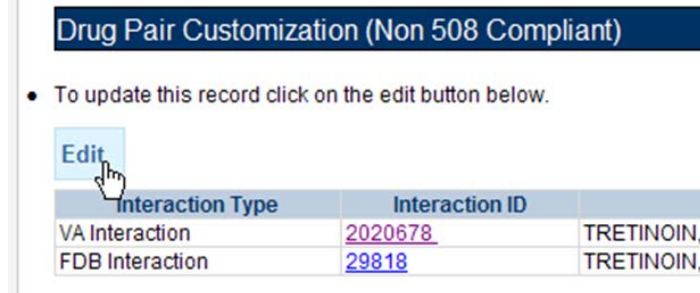 Drug Pair Customization (Non 508 Compliant)
• To update this record click on the edit button below.
Edit
Interaction Type Interaction ID
VA Interaction 2020678 TRETINOIN,
FDB Interaction 29818 TRETINOIN,